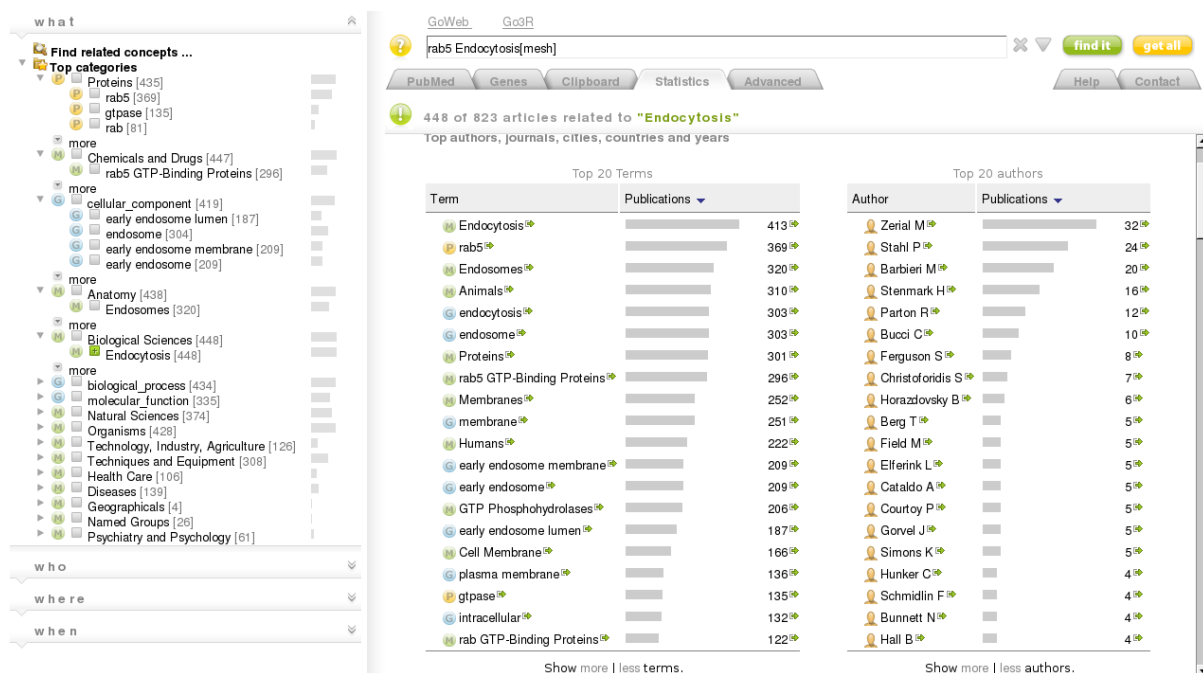 what
Find related concepts ...
Top categories
P Proteins [435]
P rab5 [369]
P gtpase [135]
P rab [81]
more
M Chemicals and Drugs [447]
M rab5 GTP-Binding Proteins [296]
more
G cellular_component [419]
G early endosome lumen [187]
G endosome [304]
G early endosome membrane [209]
G early endosome [209]
more
M Anatomy [438]
M Endosomes [320]
more
M Biological Sciences [448]
M Endocytosis [448]
more
G biological_process [434]
G molecular_function [335]
M Natural Sciences [374]
M Organisms [428]
M Technology, Industry, Agriculture [126]
M Techniques and Equipment [308]
M Health Care [106]
M Diseases [139]
M Geographicals [4]
M Named Groups [26]
M Psychiatry and Psychology [61]
who
where
when
GoWeb Go3R
? rab5 Endocytosis[mesh] find it get all
PubMed Genes Clipboard Statistics Advanced Help Contact
! 448 of 823 articles related to "Endocytosis"
Top authors, journals, cities, countries and years
Top 20 Terms
Term Publications
M Endocytosis 413
P rab5 369
M Endosomes 320
M Animals 310
G endocytosis 303
G endosome 303
M Proteins 301
M rab5 GTP-Binding Proteins 296
M Membranes 252
G membrane 251
M Humans 222
G early endosome membrane 209
G early endosome 209
M GTP Phosphohydrolases 206
G early endosome lumen 187
M Cell Membrane 166
G plasma membrane 136
P gtpase 135
G intracellular 132
M rab GTP-Binding Proteins 122
Show more | less terms.
Top 20 authors
Author Publications
Zerial M 32
Stahl P 24
Barbieri M 20
Stenmark H 16
Parton R 12
Bucci C 10
Ferguson S 8
Christoforidis S 7
Horazdovsky B 6
Berg T 5
Field M 5
Elferink L 5
Cataldo A 5
Courtoy P 5
Gorvel J 5
Simons K 5
Hunker C 4
Schmidlin F 4
Bunnett N 4
Hall B 4
Show more | less authors.